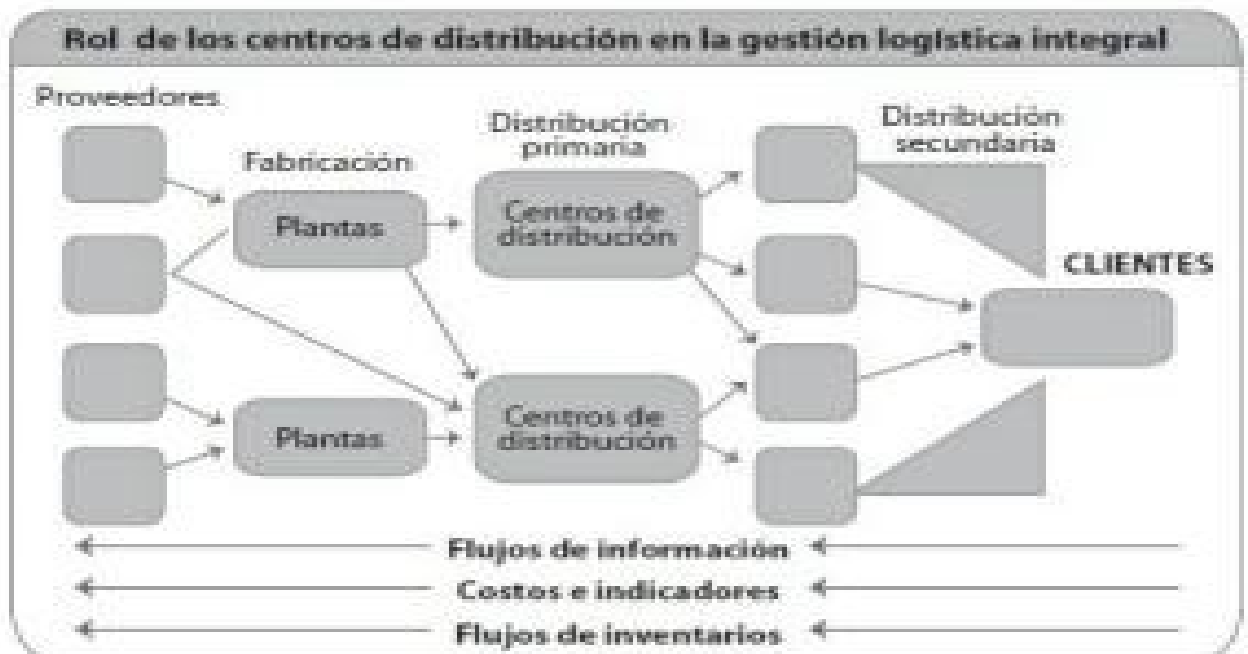 Rol de los centros de distribución en la gestión logística integral
Proveedores
Fabricación
Distribución
primaria
Distribución
secundaria
Plantas
Centros de
distribución
CLIENTES
Plantas
Centros de
distribución
Flujos de información
Costos e indicadores
Flujos de inventarios